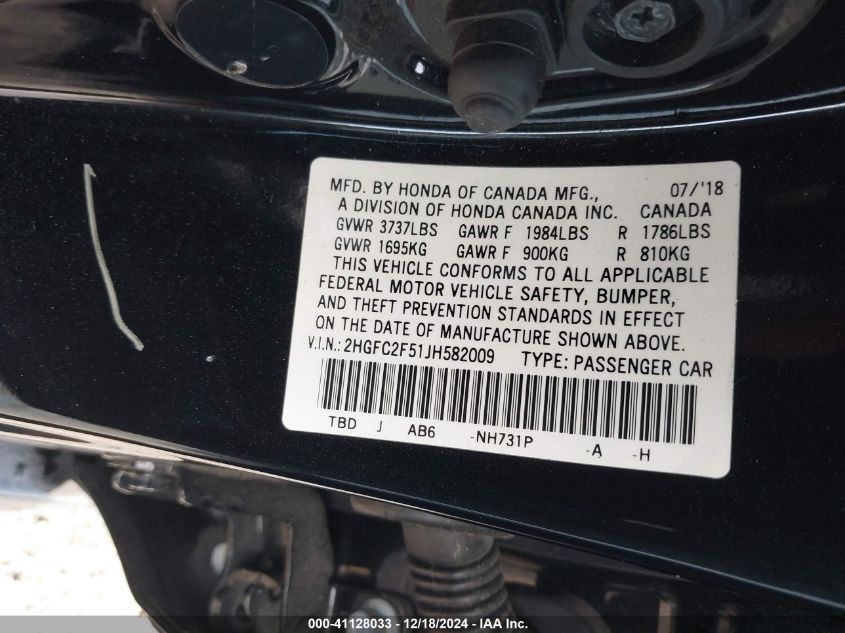 MFD. BY HONDA OF CANADA MFG., 07/'18
A DIVISION OF HONDA CANADA INC. CANADA
GVWR 3737LBS GAWR F 1984LBS R 1786LBS
GVWR 1695KG GAWR F 900KG R 810KG
THIS VEHICLE CONFORMS TO ALL APPLICABLE
FEDERAL MOTOR VEHICLE SAFETY, BUMPER,
AND THEFT PREVENTION STANDARDS IN EFFECT
ON THE DATE OF MANUFACTURE SHOWN ABOVE.
V.I.N.: 2HGFC2F51JH582009 TYPE: PASSENGER CAR
TBD J AB6 -NH731P -A -H
000-41128033 - 12/18/2024 - IAA Inc.